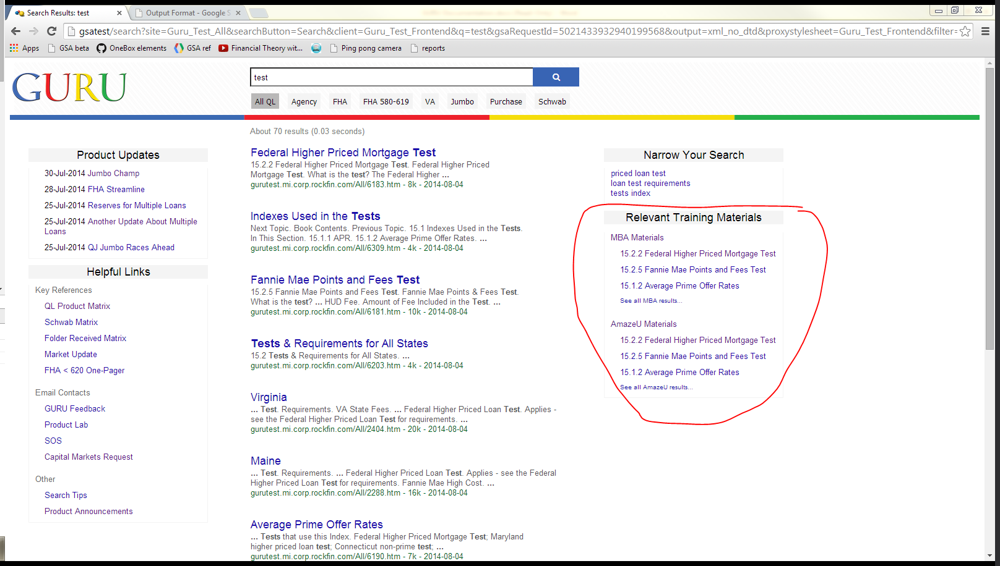 Search Results: test
Output Format - Google S
gsatest/search?site=Guru_Test_All&searchButton=Search&client=Guru_Test_Frontend&q=test&gsaRequestId=5021433932940199568&output=xml_no_dtd&proxystylesheet=Guru_Test_Frontend&filter=
Apps
GSA beta
OneBox elements
GSA ref
Financial Theory wit...
Ping pong camera
reports
GURU
test
All QL
Agency
FHA
FHA 580-619
VA
Jumbo
Purchase
Schwab
About 70 results (0.03 seconds)
Product Updates
30-Jul-2014 Jumbo Champ
28-Jul-2014 FHA Streamline
25-Jul-2014 Reserves for Multiple Loans
25-Jul-2014 Another Update About Multiple
Loans
25-Jul-2014 QJ Jumbo Races Ahead
Helpful Links
Key References
QL Product Matrix
Schwab Matrix
Folder Received Matrix
Market Update
FHA < 620 One-Pager
Email Contacts
GURU Feedback
Product Lab
SOS
Capital Markets Request
Other
Search Tips
Product Announcements
Federal Higher Priced Mortgage Test
15.2.2 Federal Higher Priced Mortgage Test. Federal Higher Priced
Mortgage Test. What is the test? The Federal Higher ...
gurutest.mi.corp.rockfin.com/All/6183.htm - 8k - 2014-08-04
Indexes Used in the Tests
Next Topic. Book Contents. Previous Topic. 15.1 Indexes Used in the Tests.
In This Section. 15.1.1 APR. 15.1.2 Average Prime Offer Rates. ...
gurutest.mi.corp.rockfin.com/All/6309.htm - 4k - 2014-08-04
Fannie Mae Points and Fees Test
15.2.5 Fannie Mae Points and Fees Test. Fannie Mae Points & Fees Test.
What is the test? ... HUD Fee. Amount of Fee Included in the Test. ...
gurutest.mi.corp.rockfin.com/All/6181.htm - 10k - 2014-08-04
Tests & Requirements for All States
15.2 Tests & Requirements for All States. ...
gurutest.mi.corp.rockfin.com/All/6203.htm - 4k - 2014-08-04
Virginia
... Test. Requirements. VA State Fees. ... Federal Higher Priced Loan Test. Applies -
see the Federal Higher Priced Loan Test for requirements. ...
gurutest.mi.corp.rockfin.com/All/2404.htm - 20k - 2014-08-04
Maine
... Test. Requirements. ... Federal Higher Priced Loan Test. Applies - see the Federal
Higher Priced Loan Test for requirements. Fannie Mae High Cost. ...
gurutest.mi.corp.rockfin.com/All/2288.htm - 16k - 2014-08-04
Average Prime Offer Rates
... Tests that use this Index. Federal Higher Priced Mortgage Test; Maryland
higher priced loan test; Connecticut non-prime test; ...
gurutest.mi.corp.rockfin.com/All/6190.htm - 7k - 2014-08-04
Narrow Your Search
priced loan test
loan test requirements
tests index
Relevant Training Materials
MBA Materials
15.2.2 Federal Higher Priced Mortgage Test
15.2.5 Fannie Mae Points and Fees Test
15.1.2 Average Prime Offer Rates
See all MBA results...
AmazeU Materials
15.2.2 Federal Higher Priced Mortgage Test
15.2.5 Fannie Mae Points and Fees Test
15.1.2 Average Prime Offer Rates
See all AmazeU results...